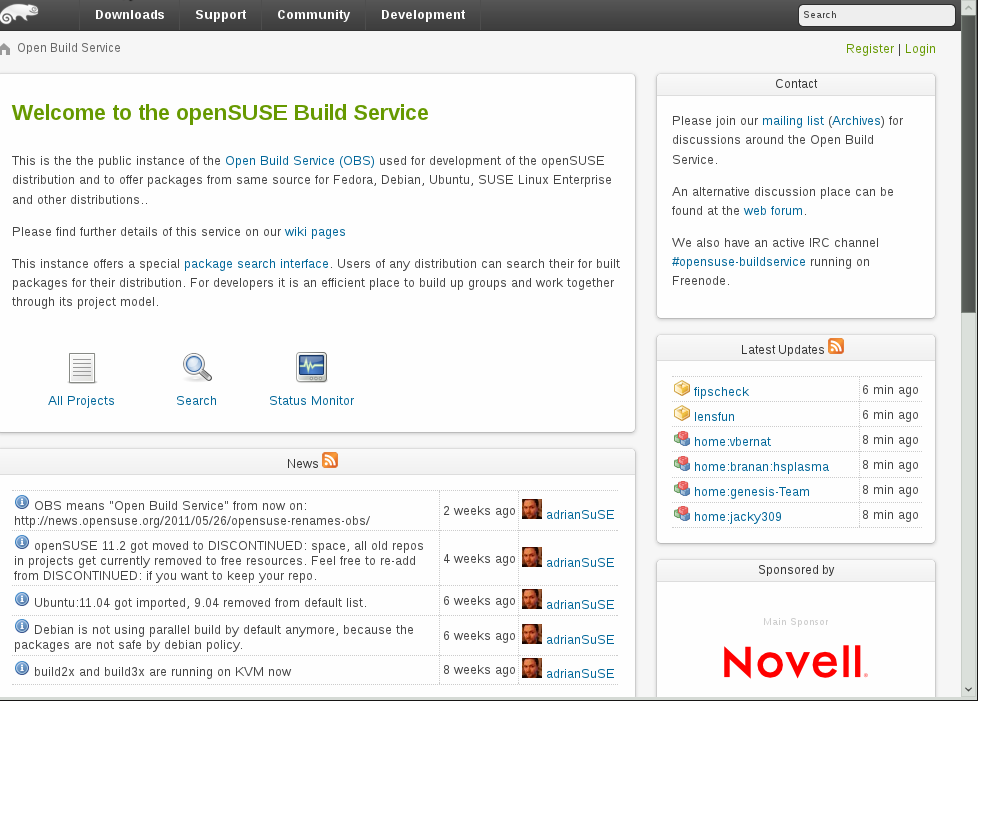 Downloads Support Community Development Search
Open Build Service
Register | Login
Welcome to the openSUSE Build Service
This is the the public instance of the Open Build Service (OBS) used for development of the openSUSE
distribution and to offer packages from same source for Fedora, Debian, Ubuntu, SUSE Linux Enterprise
and other distributions..
Please find further details of this service on our wiki pages
This instance offers a special package search interface. Users of any distribution can search their for built
packages for their distribution. For developers it is an efficient place to build up groups and work together
through its project model.
All Projects Search Status Monitor
News
OBS means "Open Build Service" from now on:
http://news.opensuse.org/2011/05/26/opensuse-renames-obs/
2 weeks ago adrianSuSE
openSUSE 11.2 got moved to DISCONTINUED: space, all old repos
in projects get currently removed to free resources. Feel free to re-add
from DISCONTINUED: if you want to keep your repo.
4 weeks ago adrianSuSE
Ubuntu:11.04 got imported, 9.04 removed from default list.
6 weeks ago adrianSuSE
Debian is not using parallel build by default anymore, because the
packages are not safe by debian policy.
6 weeks ago adrianSuSE
build2x and build3x are running on KVM now
8 weeks ago adrianSuSE
Contact
Please join our mailing list (Archives) for
discussions around the Open Build
Service.
An alternative discussion place can be
found at the web forum.
We also have an active IRC channel
#opensuse-buildservice running on
Freenode.
Latest Updates
fipscheck 6 min ago
lensfun 6 min ago
home:vbernat 8 min ago
home:branan:hsplasma 8 min ago
home:genesis-Team 8 min ago
home:jacky309 8 min ago
Sponsored by
Main Sponsor
Novell.